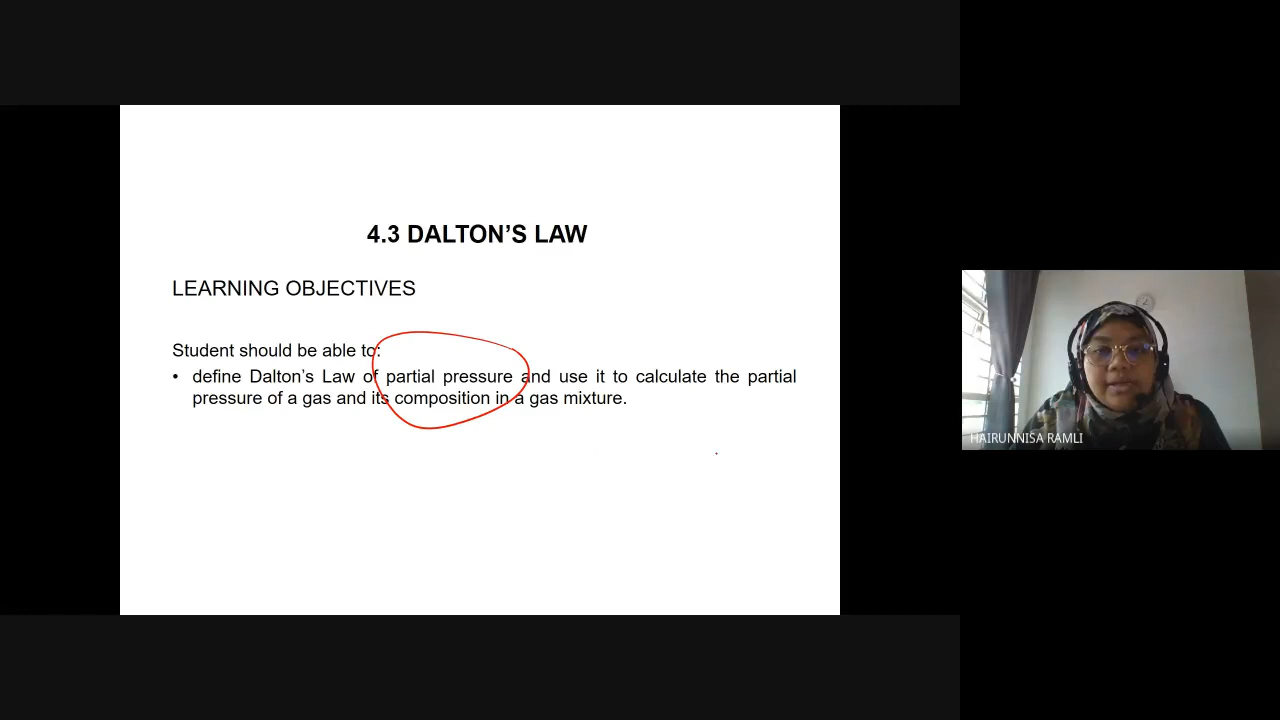 4.3 DALTON’S LAW
LEARNING OBJECTIVES
Student should be able to:
• define Dalton’s Law of partial pressure and use it to calculate the partial
pressure of a gas and its composition in a gas mixture.
HAIRUNNISA RAMLI